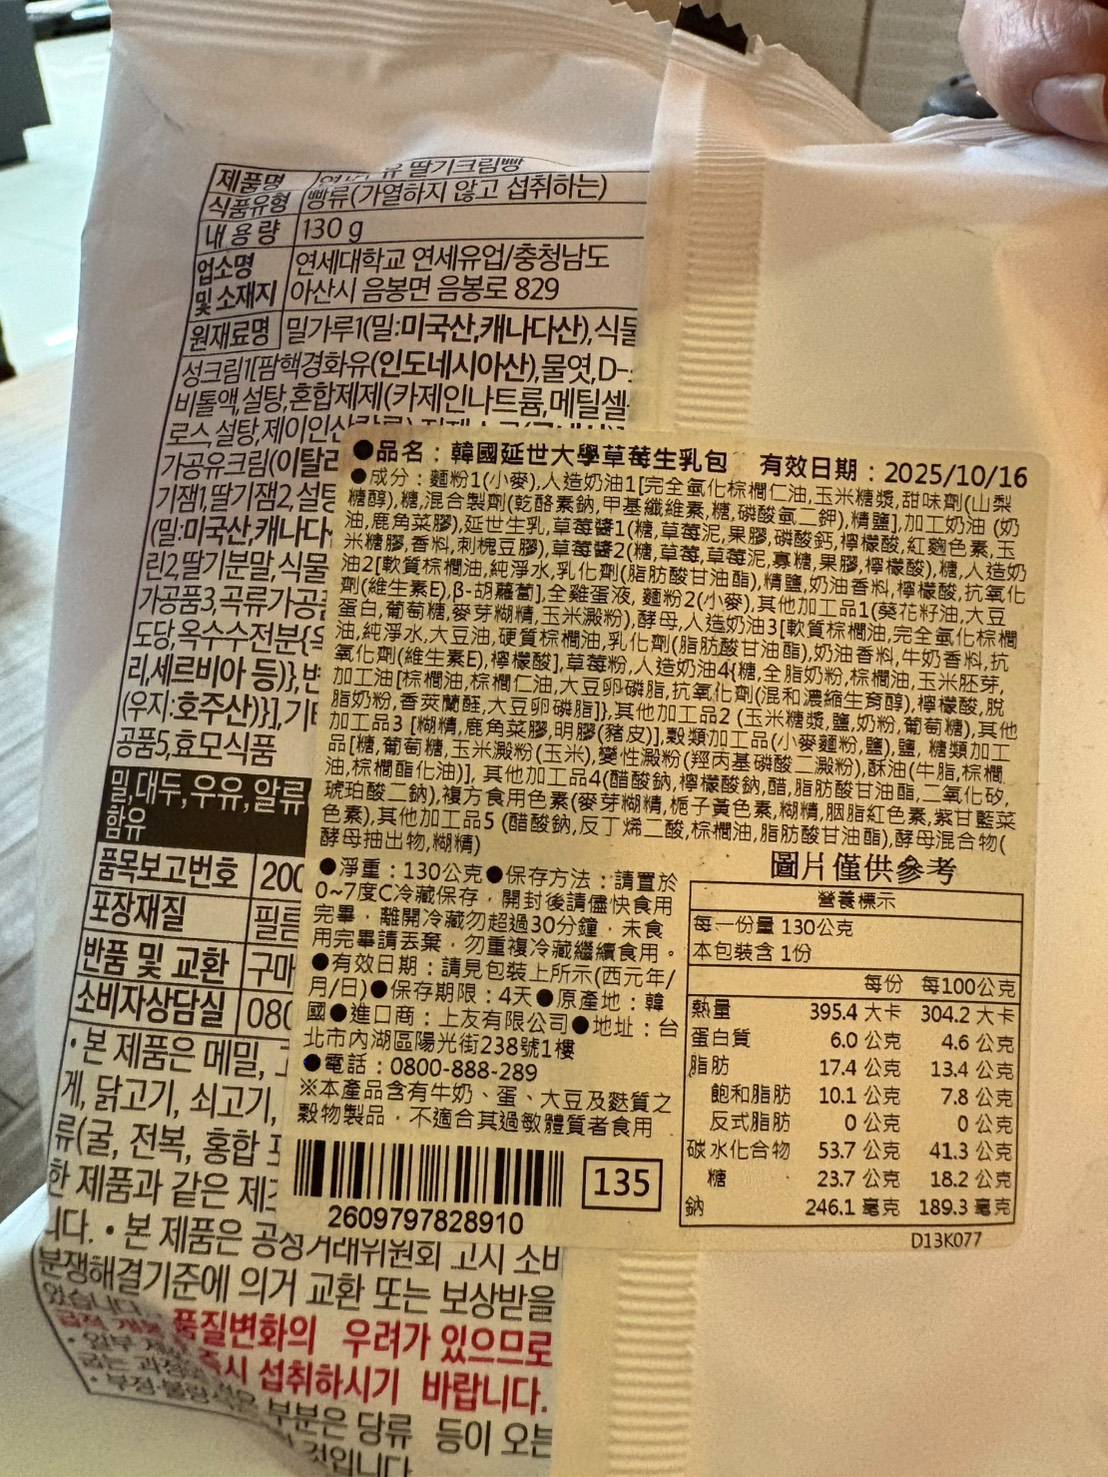 제품명 유 딸기크림빵
식품유형 빵류(가열하지 않고 섭취하는)
내용량 130 g
업소명 연세대학교 연세유업/충청남도
및 소재지 아산시 음봉면 음봉로 829
원재료명 밀가루1(밀:미국산,캐나다산),식물
성크림1[팜핵경화유(인도네시아산),물엿,D-
비톨액,설탕,혼합제제(카제인나트륨,메틸셀
로스,설탕,제이인산
가공유크림(이탈리
기잼1,딸기잼2,설탕
(밀:미국산,캐나다
린2,딸기분말,식물
가공품3,곡류가공
도당,옥수수전분{옥
리,세르비아 등)},변
(우지:호주산)}],기
공품5,효모식품
밀,대두,우유,알류
함유
품목보고번호 200
포장재질 필름
반품 및 교환 구매
소비자상담실 080
•본 제품은 메밀,
게, 닭고기, 쇠고기,
류(굴, 전복, 홍합
한 제품과 같은 제조
니다. •본 제품은 공정거래위원회 고시 소비
분쟁해결기준에 의거 교환 또는 보상받을
있습니다.
품질변화의 우려가 있으므로
즉시 섭취하시기 바랍니다.
부분은 당류 등이 오븐
것입니다
●品名：韓國延世大學草莓生乳包 有效日期：2025/10/16
●成分：麵粉1(小麥),人造奶油1[完全氫化棕櫚仁油,玉米糖漿,甜味劑(山梨
糖醇),糖,混合製劑(乾酪素鈉,甲基纖維素,糖,磷酸氫二鉀),精鹽],加工奶油 (奶
油,鹿角菜膠),延世生乳,草莓醬1(糖,草莓泥,果膠,磷酸鈣,檸檬酸,紅麴色素,玉
米糖膠,香料,刺槐豆膠),草莓醬2(糖,草莓,草莓泥,寡糖,果膠,檸檬酸),糖,人造奶
油2[軟質棕櫚油,純淨水,乳化劑(脂肪酸甘油酯),精鹽,奶油香料,檸檬酸,抗氧化
劑(維生素E),β-胡蘿蔔],全雞蛋液, 麵粉2(小麥),其他加工品1(葵花籽油,大豆
蛋白,葡萄糖,麥芽糊精,玉米澱粉),酵母,人造奶油3[軟質棕櫚油,完全氫化棕櫚
油,純淨水,大豆油,硬質棕櫚油,乳化劑(脂肪酸甘油酯),奶油香料,牛奶香料,抗
氧化劑(維生素E),檸檬酸],草莓粉,人造奶油4{糖,全脂奶粉,棕櫚油,玉米胚芽,
加工油[棕櫚油,棕櫚仁油,大豆卵磷脂,抗氧化劑(混和濃縮生育醇),檸檬酸,脫
脂奶粉,香莢蘭醛,大豆卵磷脂]},其他加工品2 (玉米糖漿,鹽,奶粉,葡萄糖),其他
加工品3 [糊精,鹿角菜膠,明膠(豬皮)],穀類加工品(小麥麵粉,鹽),鹽, 糖類加工
品[糖,葡萄糖,玉米澱粉(玉米),變性澱粉(羥丙基磷酸二澱粉),酥油(牛脂,棕櫚
油,棕櫚酯化油)], 其他加工品4(醋酸鈉,檸檬酸鈉,醋,脂肪酸甘油酯,二氧化矽,
琥珀酸二鈉),複方食用色素(麥芽糊精,梔子黃色素,糊精,胭脂紅色素,紫甘藍菜
色素),其他加工品5 (醋酸鈉,反丁烯二酸,棕櫚油,脂肪酸甘油酯),酵母混合物(
酵母抽出物,糊精)
●淨重：130公克●保存方法：請置於
0~7度C冷藏保存，開封後請儘快食用
完畢，離開冷藏勿超過30分鐘，未食
用完畢請丟棄，勿重複冷藏繼續食用。
●有效日期：請見包裝上所示(西元年/
月/日)●保存期限：4天●原產地：韓
國●進口商：上友有限公司●地址：台
北市內湖區陽光街238號1樓
●電話：0800-888-289
※本產品含有牛奶、蛋、大豆及麩質之
穀物製品，不適合其過敏體質者食用
2609797828910
135
圖片僅供參考
營養標示
每一份量 130公克
本包裝含 1份
每份 每100公克
熱量 395.4 大卡 304.2 大卡
蛋白質 6.0 公克 4.6 公克
脂肪 17.4 公克 13.4 公克
飽和脂肪 10.1 公克 7.8 公克
反式脂肪 0 公克 0 公克
碳水化合物 53.7 公克 41.3 公克
糖 23.7 公克 18.2 公克
鈉 246.1 毫克 189.3 毫克
D13K077